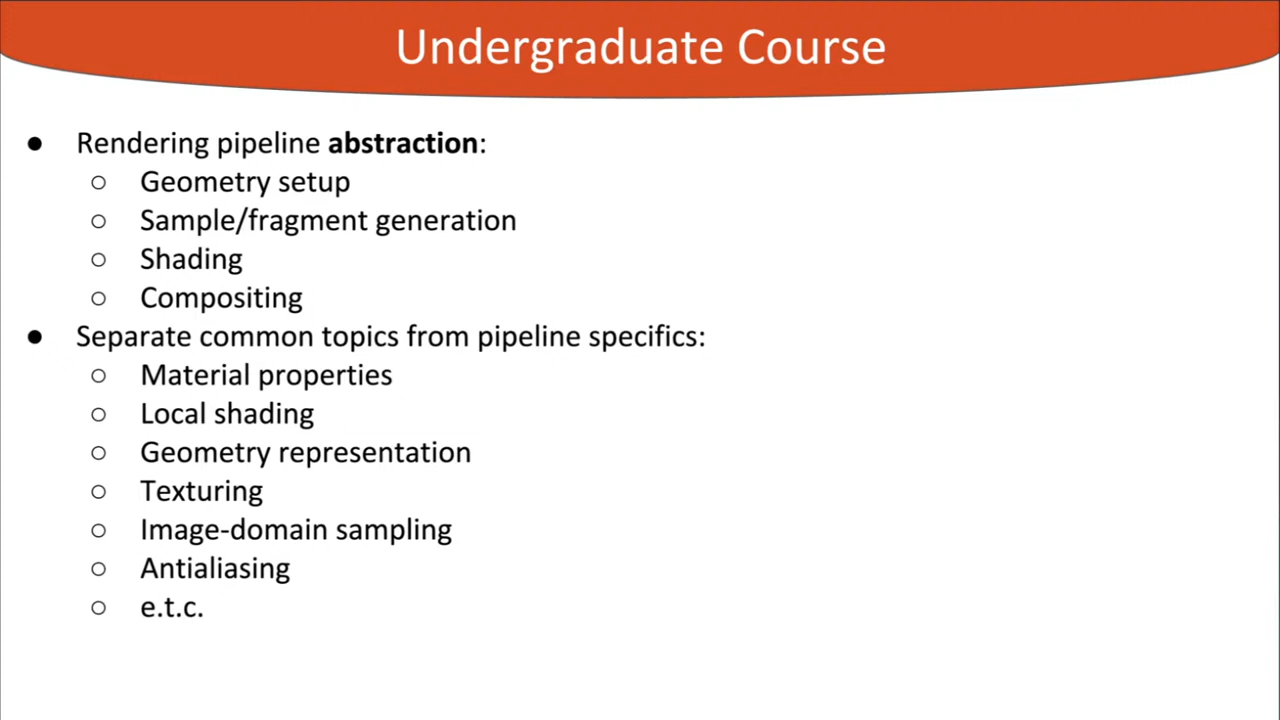 Undergraduate Course
● Rendering pipeline abstraction:
○ Geometry setup
○ Sample/fragment generation
○ Shading
○ Compositing
● Separate common topics from pipeline specifics:
○ Material properties
○ Local shading
○ Geometry representation
○ Texturing
○ Image-domain sampling
○ Antialiasing
○ e.t.c.